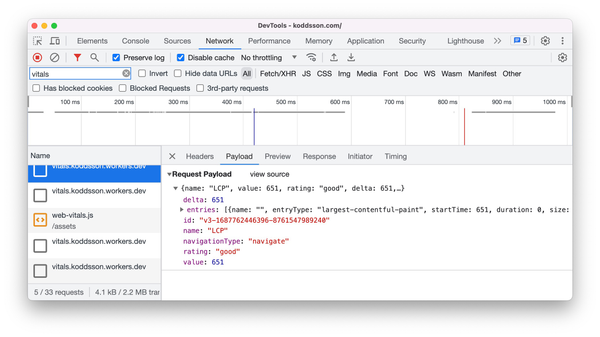 DevTools - koddsson.com/
Elements Console Sources Network Performance Memory Application Security Lighthouse 5
Preserve log Disable cache No throttling
vitals Invert Hide data URLs All Fetch/XHR JS CSS Img Media Font Doc WS Wasm Manifest Other
Has blocked cookies Blocked Requests 3rd-party requests
100 ms 200 ms 300 ms 400 ms 500 ms 600 ms 700 ms 800 ms 900 ms 1000 ms
Name Headers Payload Preview Response Initiator Timing
vitals.koddsson.workers.dev
vitals.koddsson.workers.dev
web-vitals.js
/assets
vitals.koddsson.workers.dev
vitals.koddsson.workers.dev
5 / 33 requests 4.1 kB / 2.2 MB tran
Request Payload view source
{name: "LCP", value: 651, rating: "good", delta: 651,…}
delta: 651
entries: [{name: "", entryType: "largest-contentful-paint", startTime: 651, duration: 0, size:
id: "v3-1687762446396-8761547989240"
name: "LCP"
navigationType: "navigate"
rating: "good"
value: 651